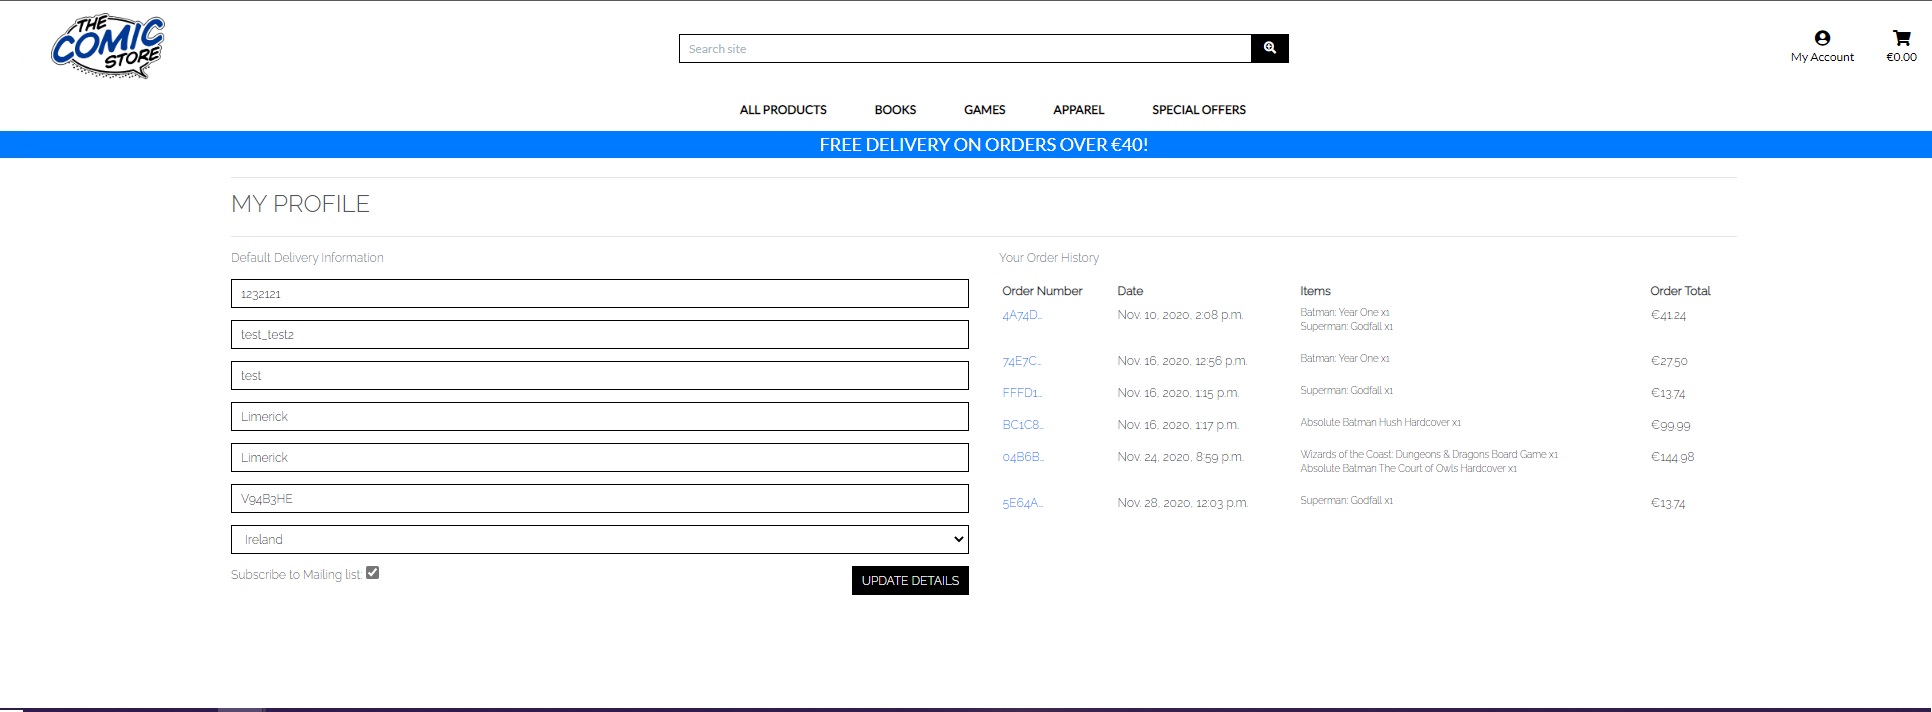 THE
COMIC
STORE
Search site
My Account
€0.00
ALL PRODUCTS BOOKS GAMES APPAREL SPECIAL OFFERS
FREE DELIVERY ON ORDERS OVER €40!
MY PROFILE
Default Delivery Information
1232121
test_test2
test
Limerick
Limerick
V94B3HE
Ireland
Subscribe to Mailing list:
UPDATE DETAILS
Your Order History
Order Number Date Items Order Total
4A74D... Nov. 10, 2020, 2:08 p.m. Batman: Year One x1 €41.24
Superman: Godfall x1
74E7C... Nov. 16, 2020, 12:56 p.m. Batman: Year One x1 €27.50
FFFD1... Nov. 16, 2020, 1:15 p.m. Superman: Godfall x1 €13.74
BC1C8... Nov. 16, 2020, 1:17 p.m. Absolute Batman Hush Hardcover x1 €99.99
04B6B... Nov. 24, 2020, 8:59 p.m. Wizards of the Coast: Dungeons & Dragons Board Game x1 €144.98
Absolute Batman The Court of Owls Hardcover x1
5E64A... Nov. 28, 2020, 12:03 p.m. Superman: Godfall x1 €13.74